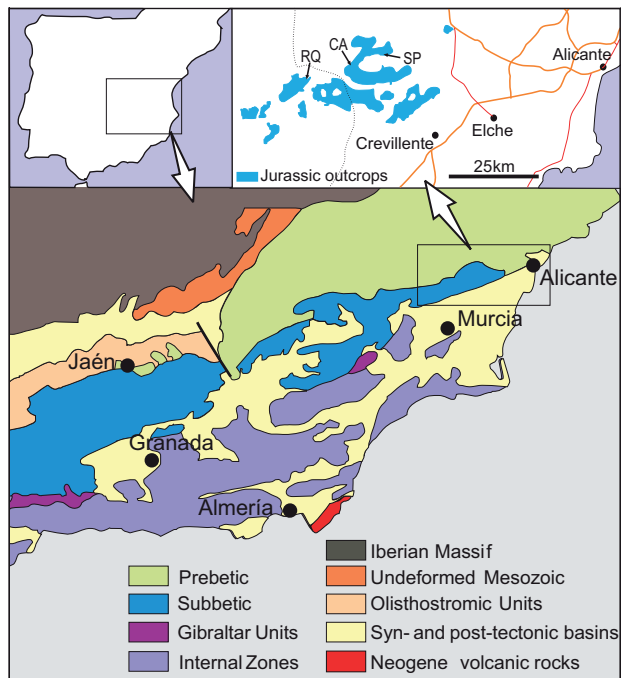 RQ
CA
SP
Alicante
Elche
Crevillente
25km
Jurassic outcrops
Alicante
Murcia
Jaén
Granada
Almería
Iberian Massif
Prebetic
Undeformed Mesozoic
Subbetic
Olisthostromic Units
Gibraltar Units
Syn- and post-tectonic basins
Internal Zones
Neogene volcanic rocks